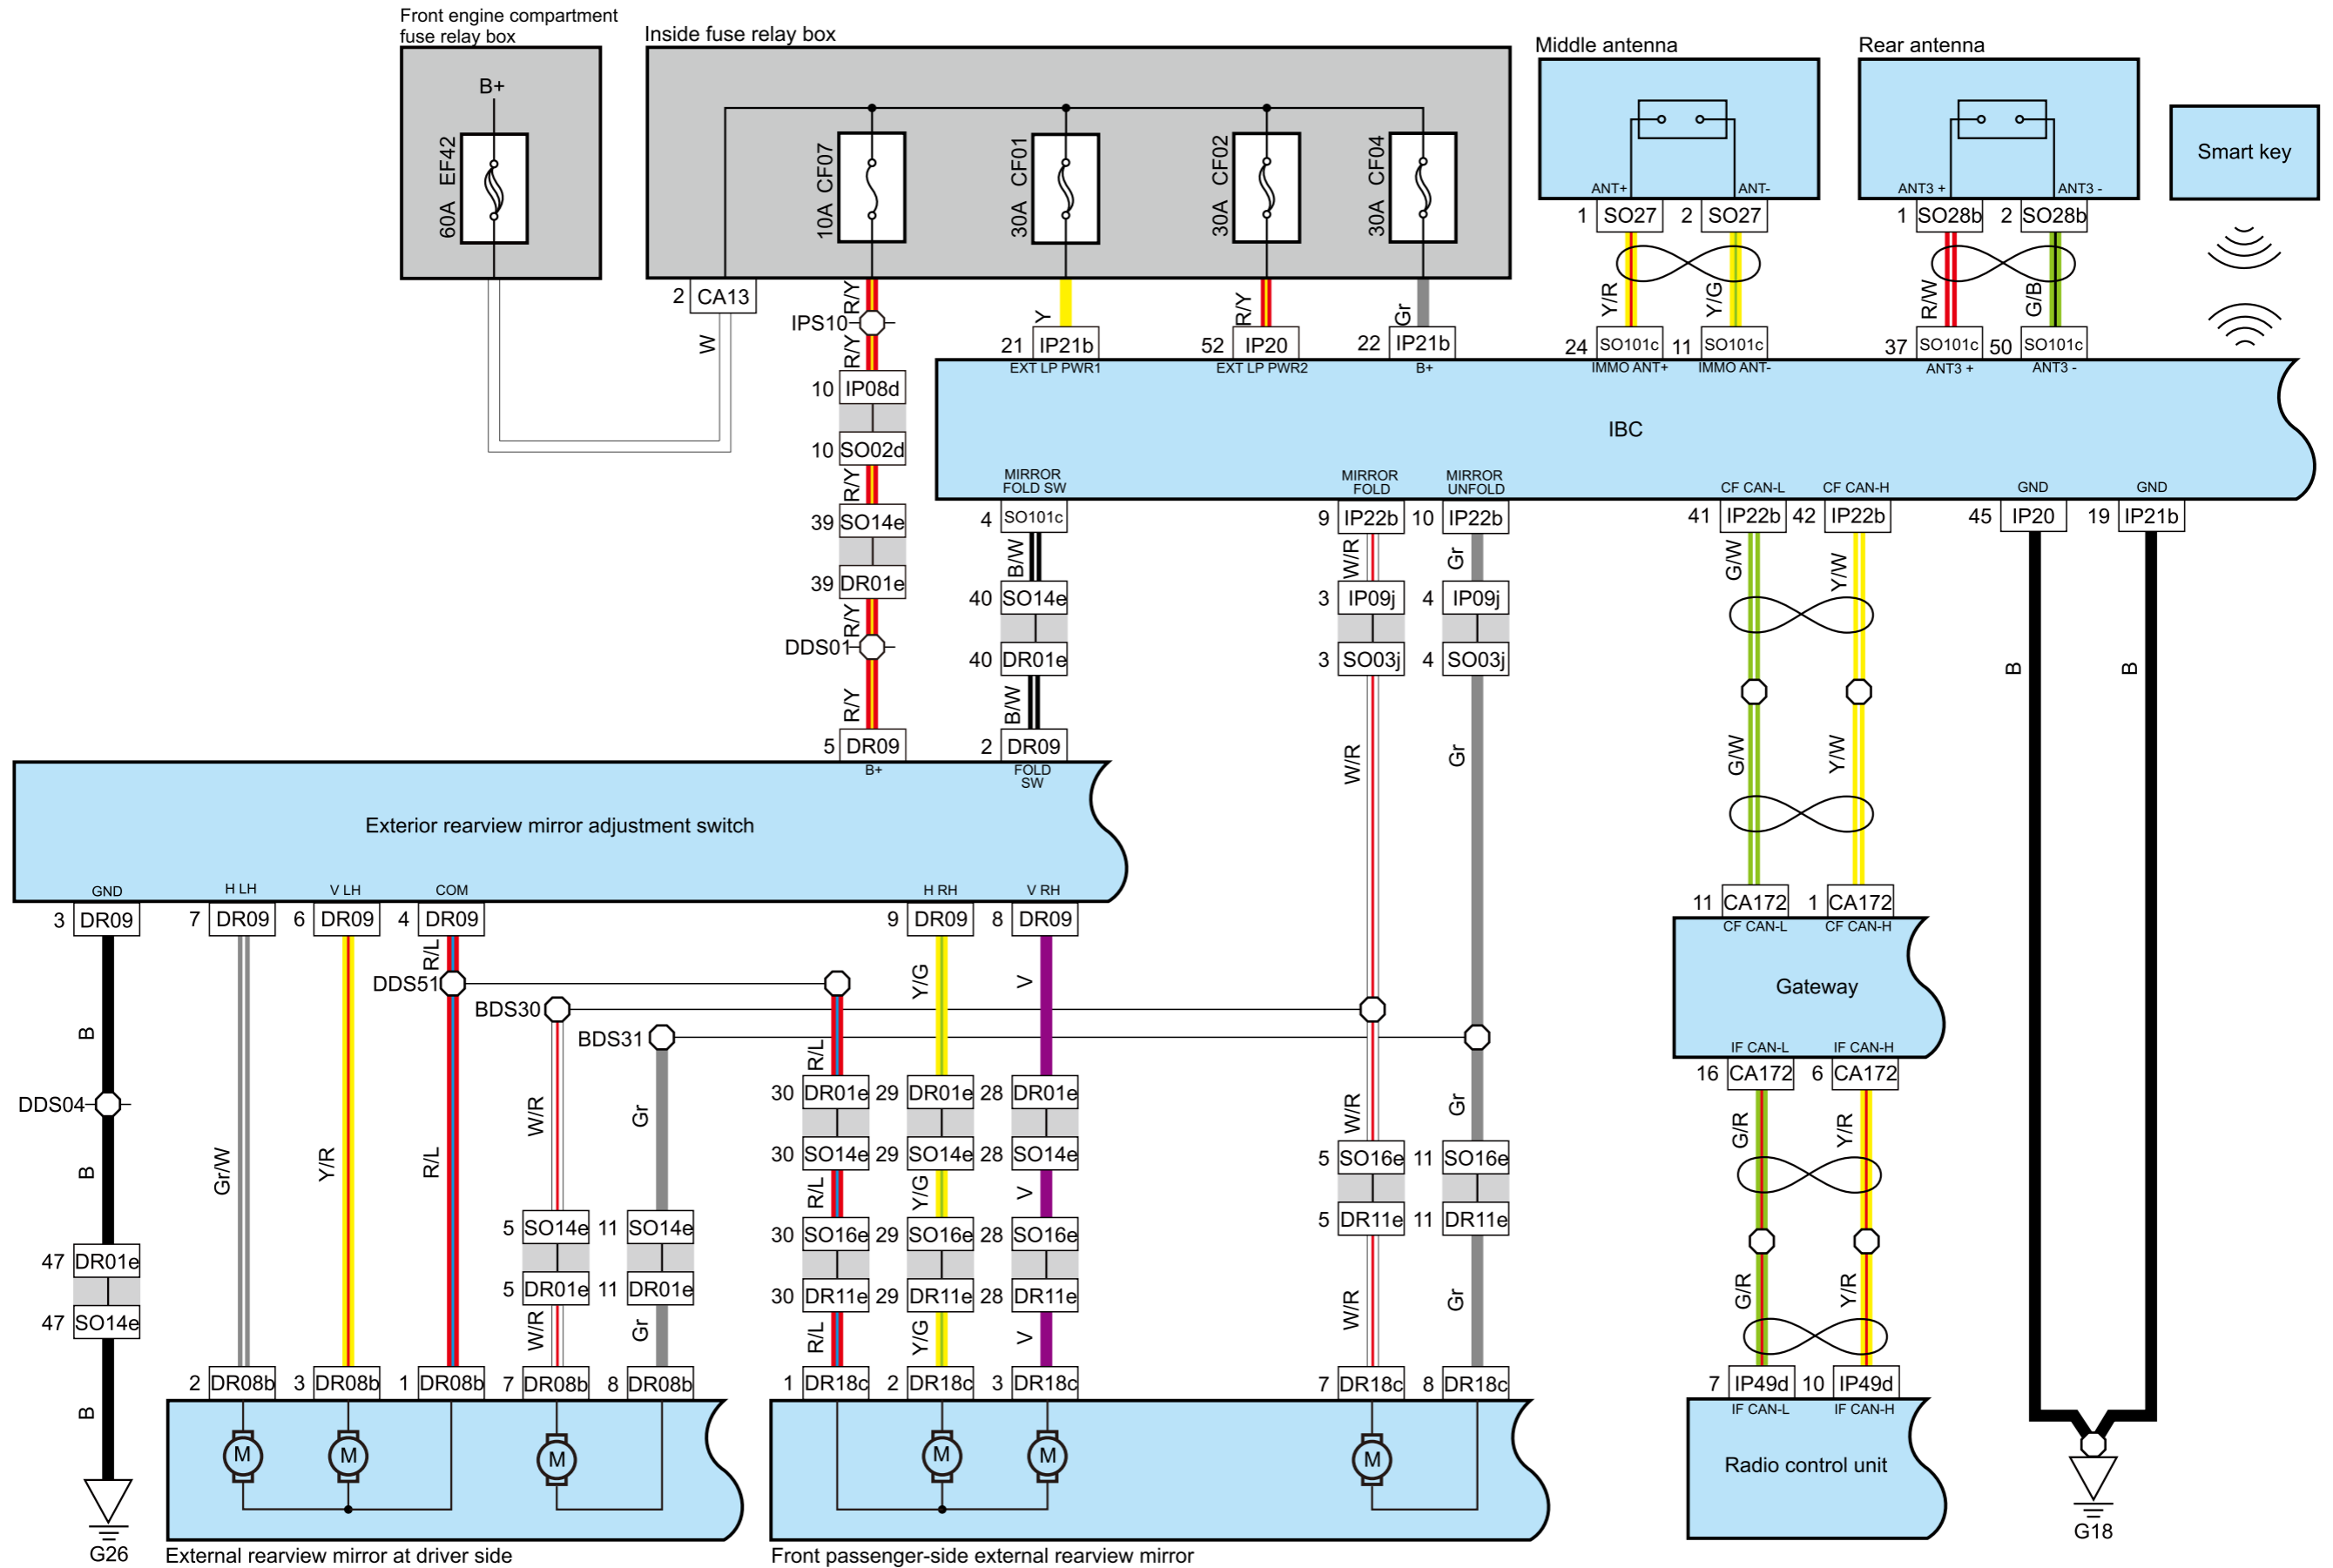 Front engine compartment
fuse relay box
Inside fuse relay box
Middle antenna
Rear antenna
B+
60A EF42
10A CF07
30A CF01
30A CF02
30A CF04
ANT+
ANT-
ANT3 +
ANT3 -
Smart key
2 CA13
1 SO27
2 SO27
1 SO28b
2 SO28b
W
R/Y
IPS10
R/Y
Y
R/Y
Gr
Y/R
Y/G
R/W
G/B
21 IP21b
52 IP20
22 IP21b
24 SO101c
11 SO101c
37 SO101c
50 SO101c
EXT LP PWR1
EXT LP PWR2
B+
IMMO ANT+
IMMO ANT-
ANT3 +
ANT3 -
10 IP08d
10 SO02d
R/Y
39 SO14e
39 DR01e
R/Y
DDS01
R/Y
5 DR09
B+
IBC
MIRROR
FOLD SW
MIRROR
FOLD
MIRROR
UNFOLD
CF CAN-L
CF CAN-H
GND
GND
4 SO101c
9 IP22b
10 IP22b
41 IP22b
42 IP22b
45 IP20
19 IP21b
B/W
W/R
Gr
G/W
Y/W
40 SO14e
3 IP09j
4 IP09j
40 DR01e
3 SO03j
4 SO03j
B
B
B/W
W/R
Gr
G/W
Y/W
2 DR09
FOLD
SW
Exterior rearview mirror adjustment switch
GND
H LH
V LH
COM
H RH
V RH
3 DR09
7 DR09
6 DR09
4 DR09
9 DR09
8 DR09
11 CA172
1 CA172
CF CAN-L
CF CAN-H
Gateway
IF CAN-L
IF CAN-H
16 CA172
6 CA172
R/L
DDS51
Y/G
V
BDS30
BDS31
B
DDS04
B
Gr/W
Y/R
R/L
W/R
Gr
R/L
30 DR01e
29 DR01e
28 DR01e
30 SO14e
29 SO14e
28 SO14e
R/L
Y/G
V
W/R
Gr
G/R
Y/R
5 SO16e
11 SO16e
5 DR11e
11 DR11e
5 SO14e
11 SO14e
30 SO16e
29 SO16e
28 SO16e
5 DR01e
11 DR01e
30 DR11e
29 DR11e
28 DR11e
47 DR01e
47 SO14e
B
W/R
Gr
R/L
Y/G
V
W/R
Gr
G/R
Y/R
2 DR08b
3 DR08b
1 DR08b
7 DR08b
8 DR08b
1 DR18c
2 DR18c
3 DR18c
7 DR18c
8 DR18c
7 IP49d
10 IP49d
IF CAN-L
IF CAN-H
M
M
M
M
M
M
Radio control unit
G26
G18
External rearview mirror at driver side
Front passenger-side external rearview mirror